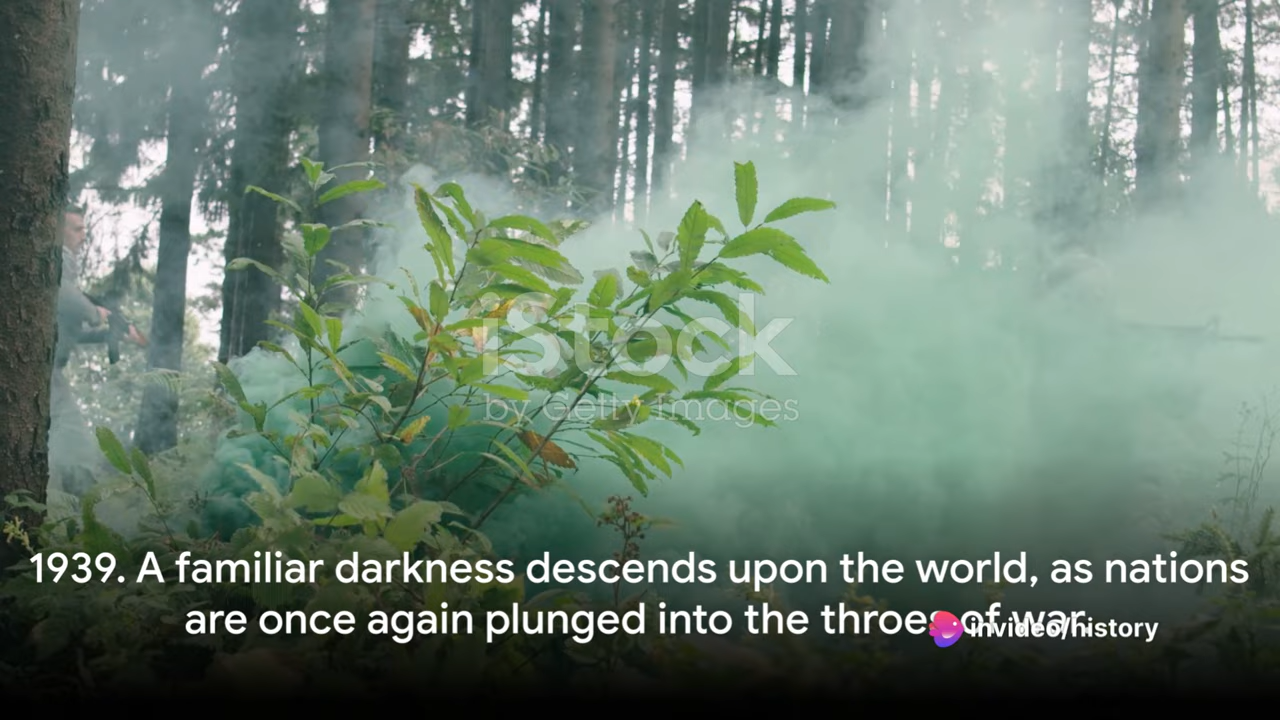 iStock
by Getty Images
1939. A familiar darkness descends upon the world, as nations
are once again plunged into the throes of war.
invideo/history